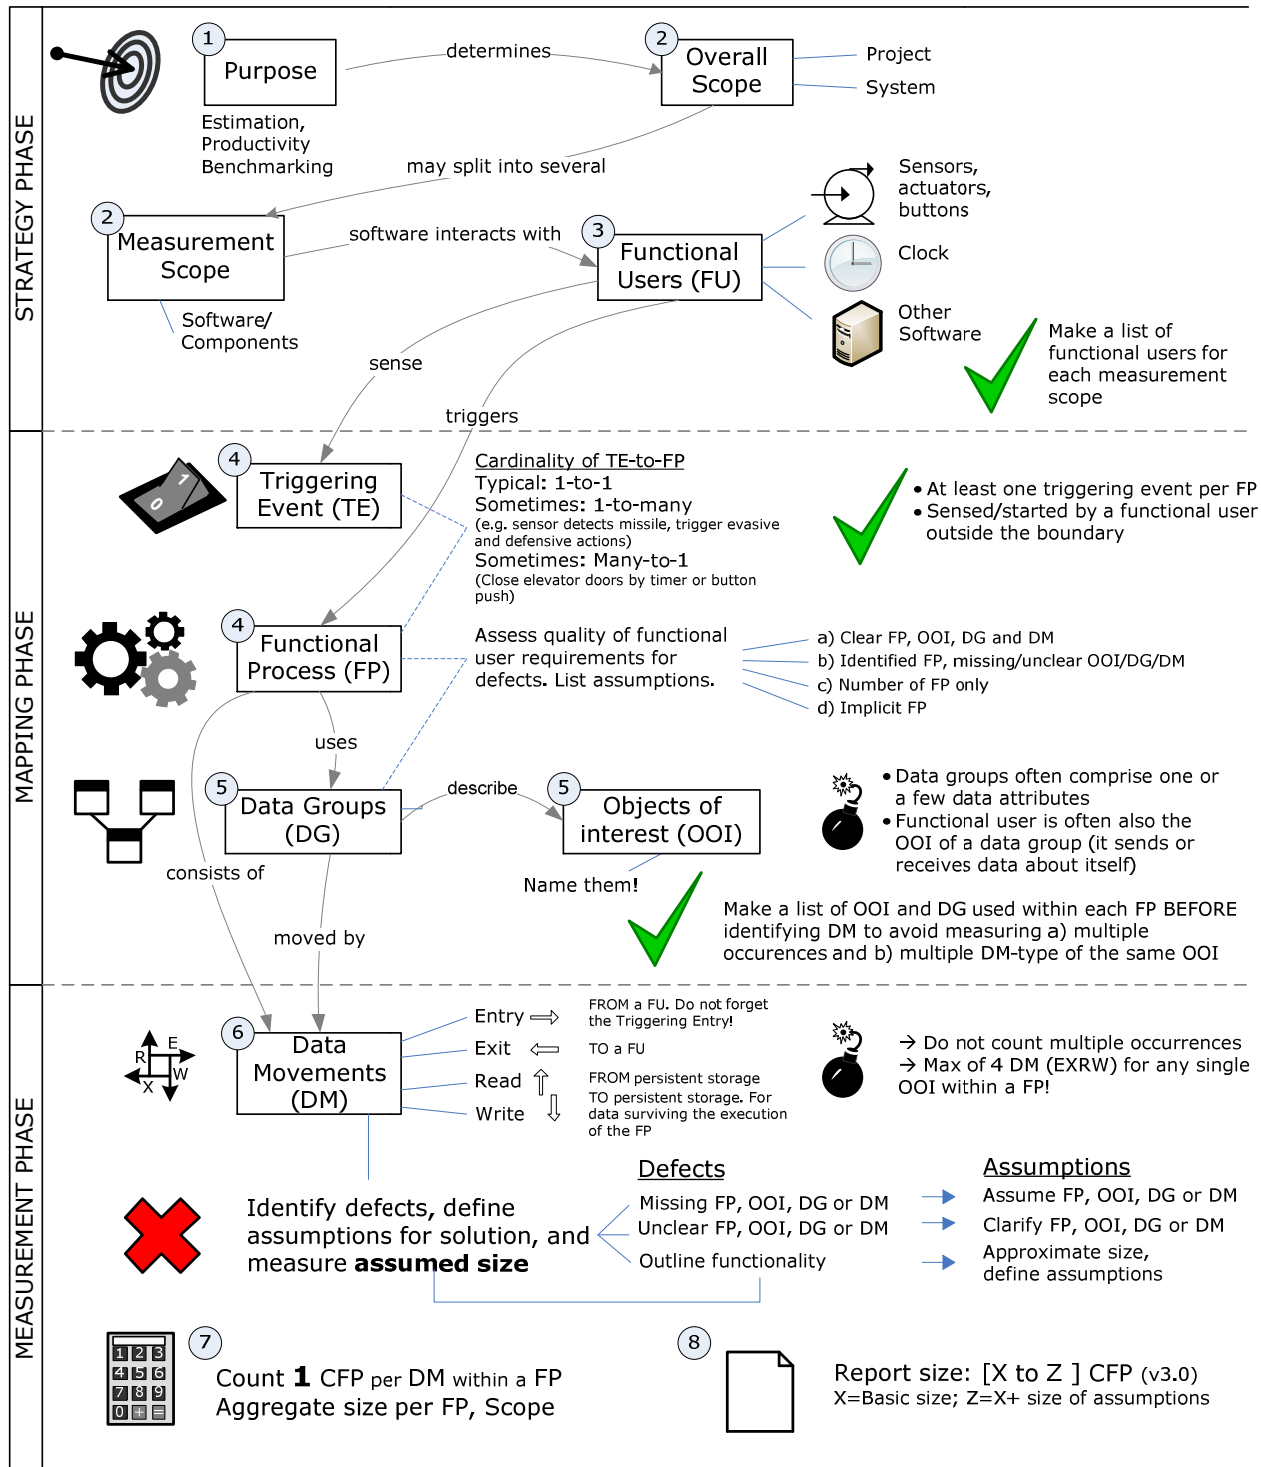 STRATEGY PHASE
1
Purpose
Estimation,
Productivity
Benchmarking
determines
2
Overall
Scope
Project
System
may split into several
2
Measurement
Scope
Software/
Components
software interacts with
3
Functional
Users (FU)
Sensors,
actuators,
buttons
Clock
Other
Software
sense
triggers
Make a list of
functional users for
each measurement
scope
MAPPING PHASE
4
Triggering
Event (TE)
1
0
Cardinality of TE-to-FP
Typical: 1-to-1
Sometimes: 1-to-many
(e.g. sensor detects missile, trigger evasive
and defensive actions)
Sometimes: Many-to-1
(Close elevator doors by timer or button
push)
• At least one triggering event per FP
• Sensed/started by a functional user
outside the boundary
4
Functional
Process (FP)
Assess quality of functional
user requirements for
defects. List assumptions.
a) Clear FP, OOI, DG and DM
b) Identified FP, missing/unclear OOI/DG/DM
c) Number of FP only
d) Implicit FP
uses
5
Data Groups
(DG)
describe
5
Objects of
interest (OOI)
Name them!
• Data groups often comprise one or
a few data attributes
• Functional user is often also the
OOI of a data group (it sends or
receives data about itself)
consists of
moved by
Make a list of OOI and DG used within each FP BEFORE
identifying DM to avoid measuring a) multiple
occurences and b) multiple DM-type of the same OOI
MEASUREMENT PHASE
R
E
X
W
6
Data
Movements
(DM)
Entry
FROM a FU. Do not forget
the Triggering Entry!
Exit
TO a FU
Read
FROM persistent storage
Write
TO persistent storage. For
data surviving the execution
of the FP
→ Do not count multiple occurrences
→ Max of 4 DM (EXRW) for any single
OOI within a FP!
Identify defects, define
assumptions for solution, and
measure assumed size
Defects
Missing FP, OOI, DG or DM
Unclear FP, OOI, DG or DM
Outline functionality
Assumptions
Assume FP, OOI, DG or DM
Clarify FP, OOI, DG or DM
Approximate size,
define assumptions
1 2 3
4 5 6
7 8 9
0 + =
7
Count 1 CFP per DM within a FP
Aggregate size per FP, Scope
8
Report size: [X to Z ] CFP (v3.0)
X=Basic size; Z=X+ size of assumptions